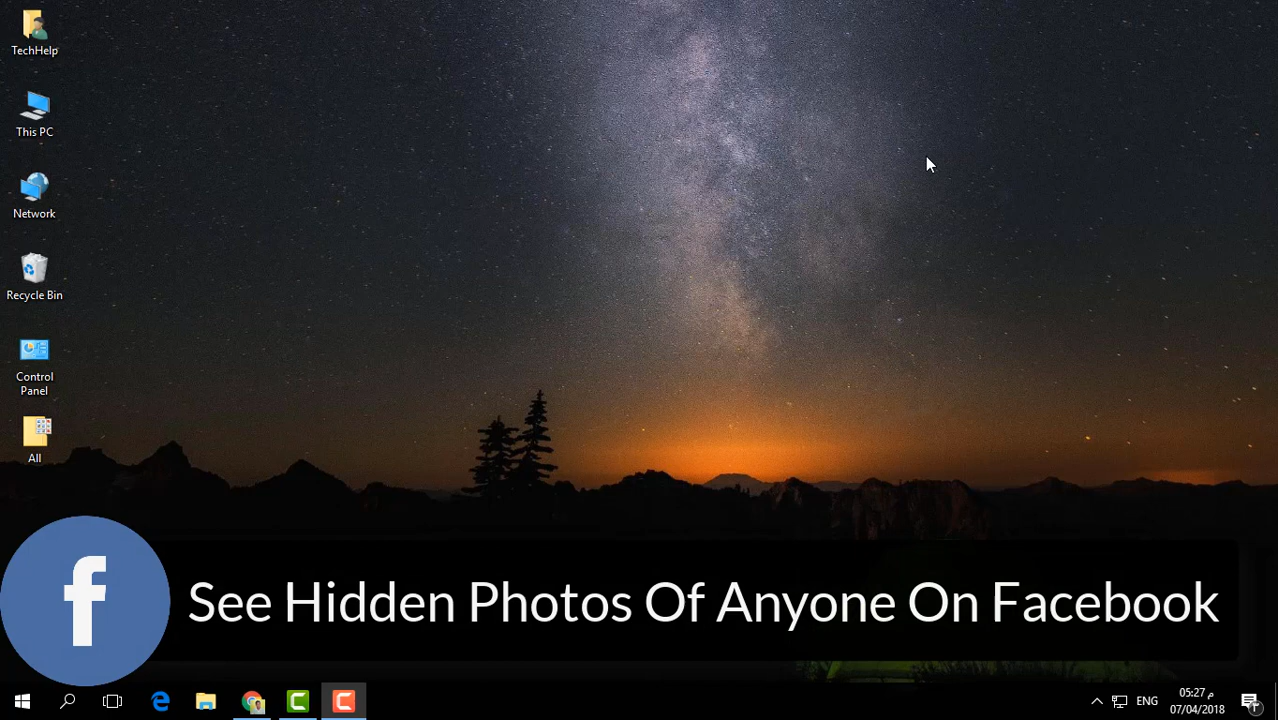 TechHelp
This PC
Network
Recycle Bin
Control
Panel
All
f See Hidden Photos Of Anyone On Facebook
ENG
05:27 م
07/04/2018